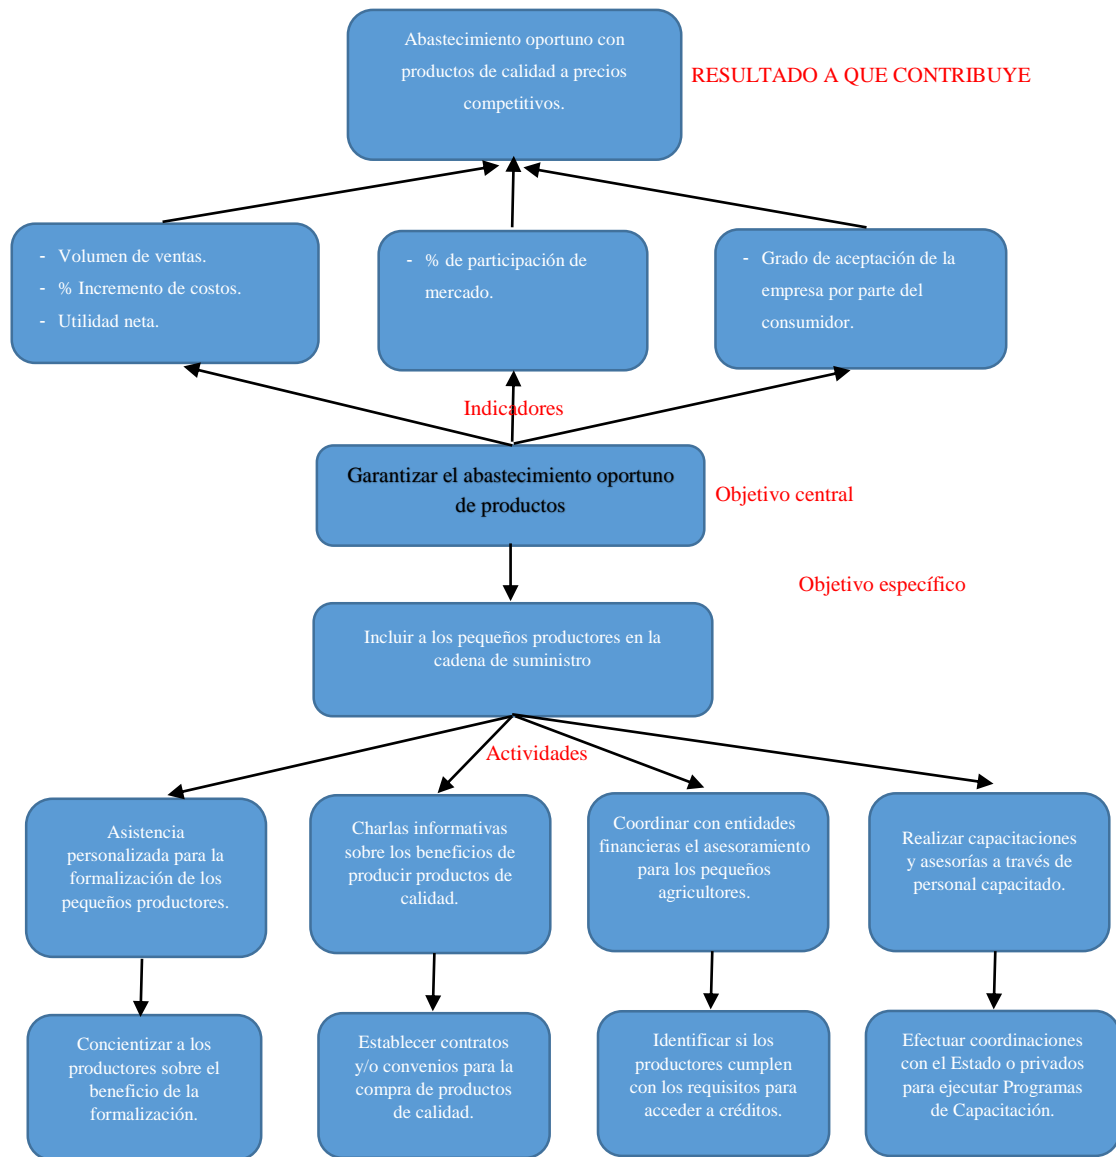 Abastecimiento oportuno con
productos de calidad a precios
competitivos.
RESULTADO A QUE CONTRIBUYE
- Volumen de ventas.
- % Incremento de costos.
- Utilidad neta.
- % de participación de
mercado.
- Grado de aceptación de la
empresa por parte del
consumidor.
Indicadores
Garantizar el abastecimiento oportuno
de productos
Objetivo central
Objetivo específico
Incluir a los pequeños productores en la
cadena de suministro
Actividades
Asistencia
personalizada para la
formalización de los
pequeños productores.
Charlas informativas
sobre los beneficios de
producir productos de
calidad.
Coordinar con entidades
financieras el asesoramiento
para los pequeños
agricultores.
Realizar capacitaciones
y asesorías a través de
personal capacitado.
Concientizar a los
productores sobre el
beneficio de la
formalización.
Establecer contratos
y/o convenios para la
compra de productos
de calidad.
Identificar si los
productores cumplen
con los requisitos para
acceder a créditos.
Efectuar coordinaciones
con el Estado o privados
para ejecutar Programas
de Capacitación.